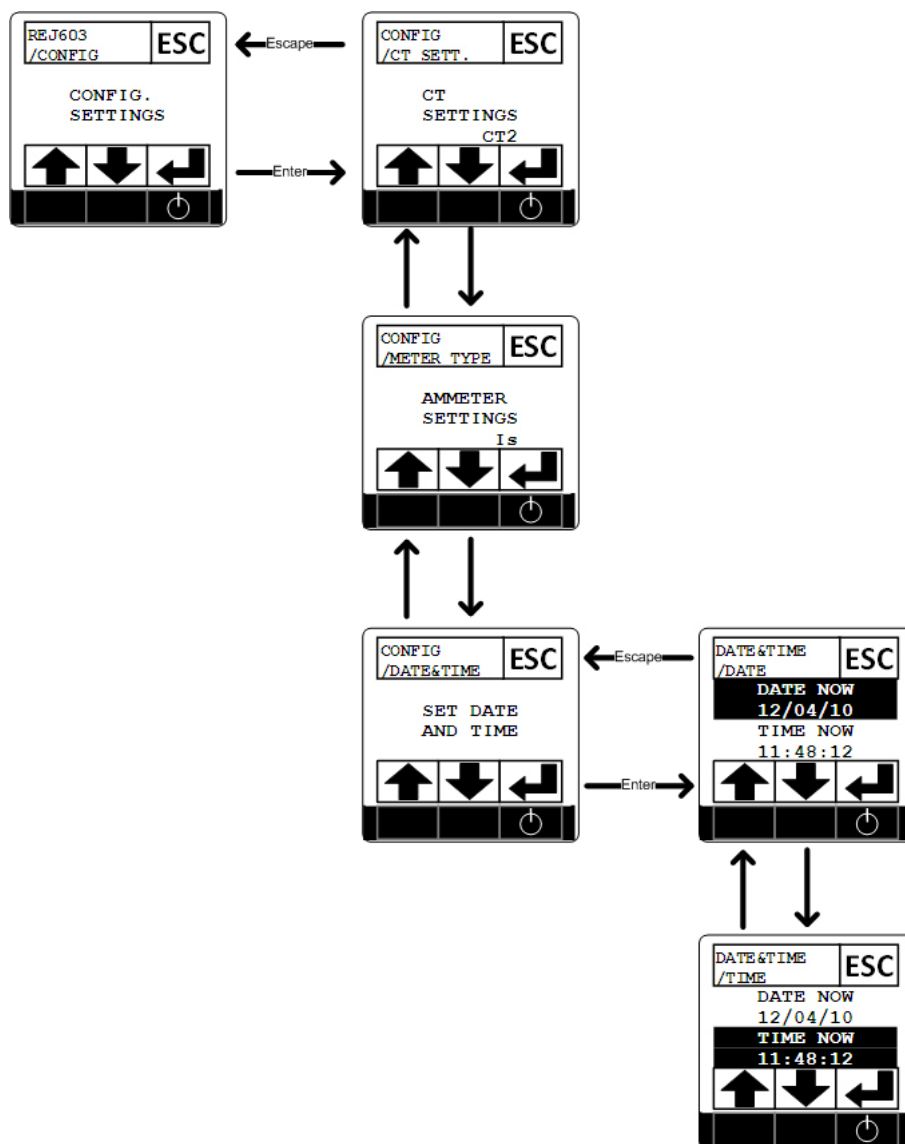 REJ603
/CONFIG
ESC
CONFIG.
SETTINGS
Escape
Enter
CONFIG
/CT SETT.
ESC
CT
SETTINGS
CT2
CONFIG
/METER TYPE
ESC
AMMETER
SETTINGS
Is
CONFIG
/DATE&TIME
ESC
SET DATE
AND TIME
Escape
Enter
DATE&TIME
/DATE
ESC
DATE NOW
12/04/10
TIME NOW
11:48:12
DATE&TIME
/TIME
ESC
DATE NOW
12/04/10
TIME NOW
11:48:12